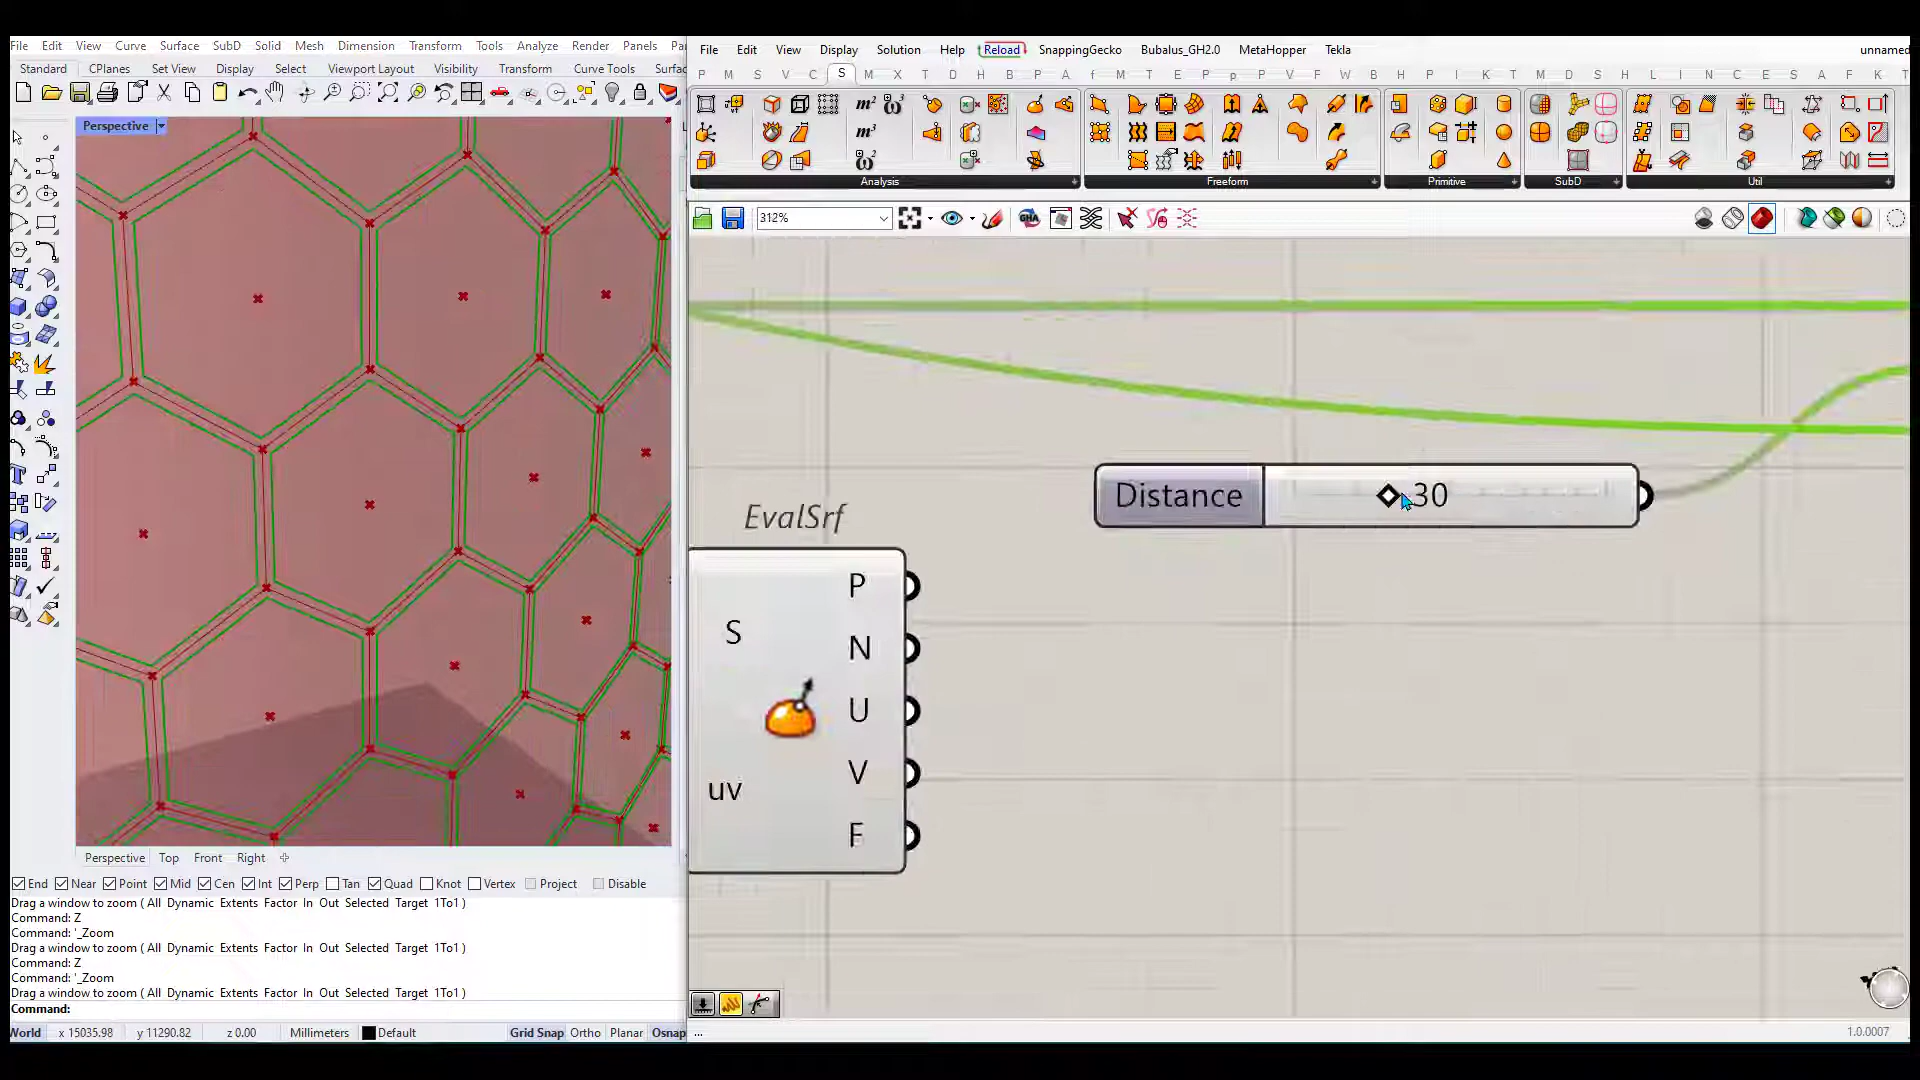 File Edit View Curve Surface SubD Solid Mesh Dimension Transform Tools Analyze Render Panels
Standard CPlanes Set View Display Select Viewport Layout Visibility Transform Curve Tools
Perspective
Perspective Top Front Right
End Near Point Mid Cen Int Perp Tan Quad Knot Vertex Project Disable
Drag a window to zoom ( All Dynamic Extents Factor In Out Selected Target 1To1 )
Command: Z
Command: '_Zoom
Drag a window to zoom ( All Dynamic Extents Factor In Out Selected Target 1To1 )
Command: Z
Command: '_Zoom
Drag a window to zoom ( All Dynamic Extents Factor In Out Selected Target 1To1 )
Command:
World x 15035.98 y 11290.82 z 0.00 Millimeters Default Grid Snap Ortho Planar Osnap
File Edit View Display Solution Help Reload SnappingGecko Bubalus_GH2.0 MetaHopper Tekla unnamed
P M S V C S M X T D H B P A f M T E P p P V F W B H P I K T M D S U H L I N C E S A F K
m²
m³
Analysis Freeform Primitive SubD Util
312%
Distance 30
EvalSrf
S
uv
P
N
U
V
F
... 1.0.0007